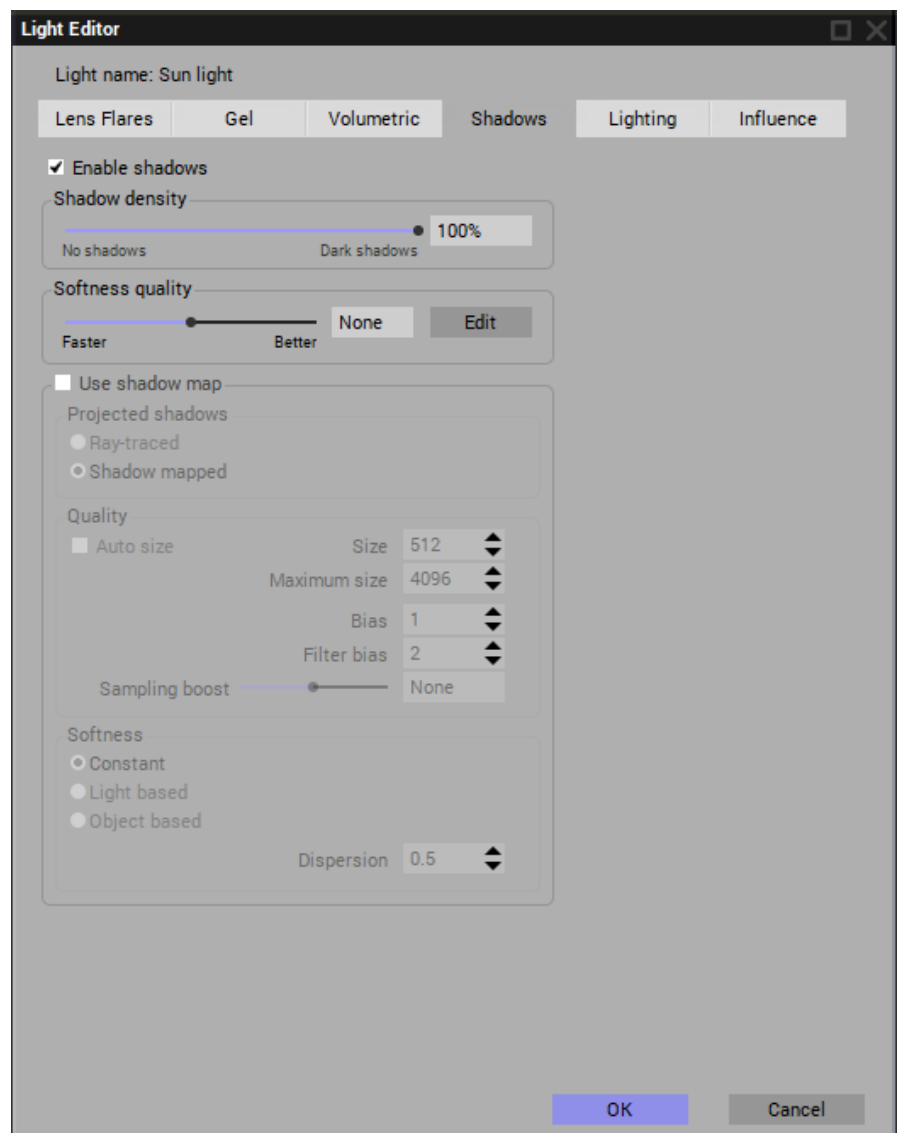 Light Editor
Light name: Sun light
Lens Flares Gel Volumetric Shadows Lighting Influence
Enable shadows
Shadow density
100%
No shadows Dark shadows
Softness quality
None Edit
Faster Better
Use shadow map
Projected shadows
Ray-traced
Shadow mapped
Quality
Auto size Size 512
Maximum size 4096
Bias 1
Filter bias 2
Sampling boost None
Softness
Constant
Light based
Object based
Dispersion 0.5
OK Cancel